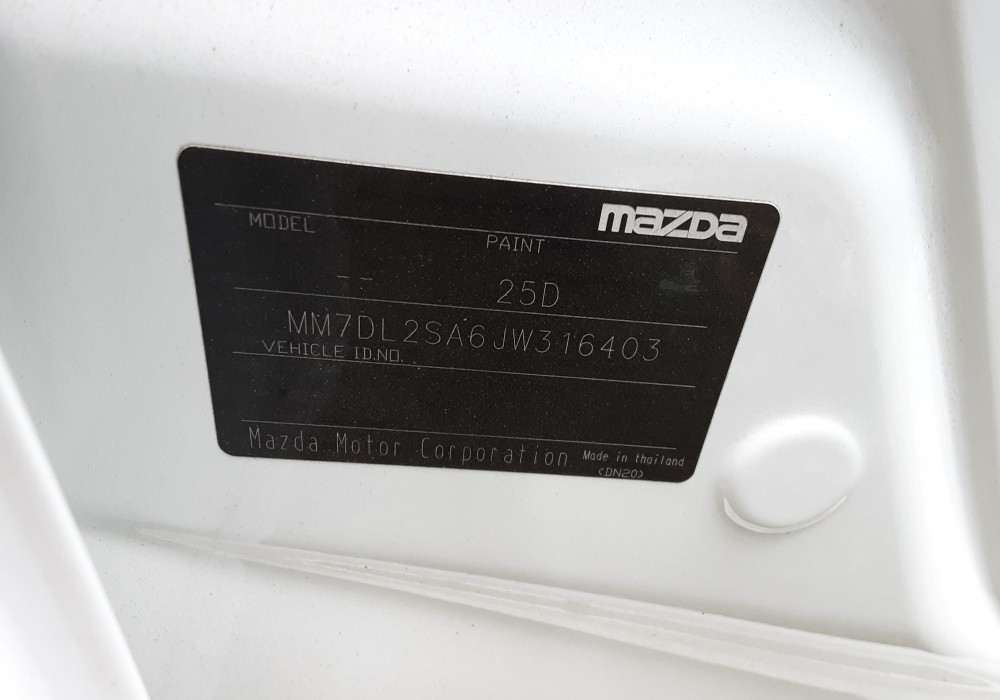 mazda
MODEL PAINT
-- 25D
MM7DL2SA6JW316403
VEHICLE ID.NO.
Mazda Motor Corporation Made in thailand
(DN20)